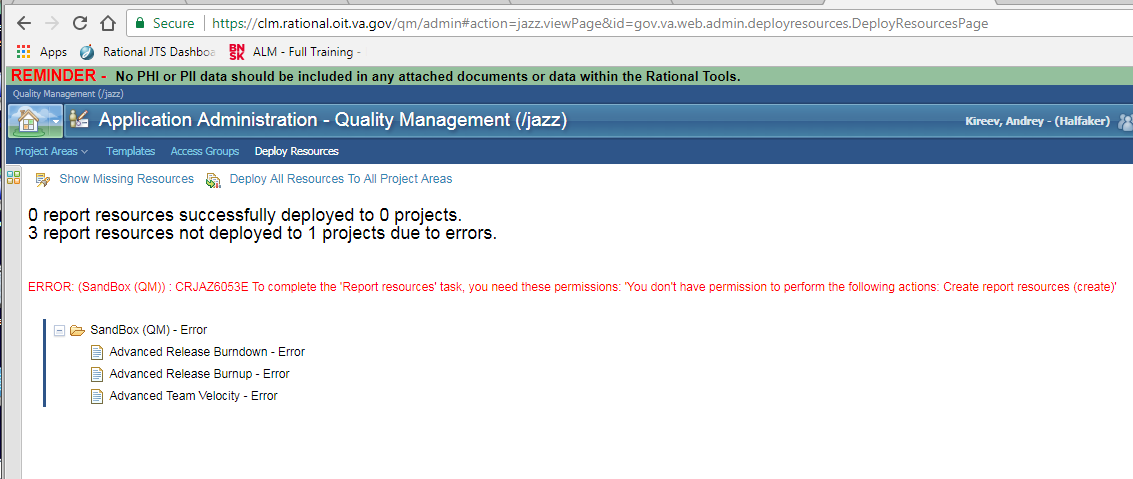 Secure https://clm.rational.oit.va.gov/qm/admin#action=jazz.viewPage&id=gov.va.web.admin.deployresources.DeployResourcesPage
Apps Rational JTS Dashboa BN SK ALM - Full Training -
REMINDER - No PHI or PII data should be included in any attached documents or data within the Rational Tools.
Quality Management (/jazz)
Application Administration - Quality Management (/jazz) Kireev, Andrey - (Halfaker)
Project Areas Templates Access Groups Deploy Resources
Show Missing Resources Deploy All Resources To All Project Areas
0 report resources successfully deployed to 0 projects.
3 report resources not deployed to 1 projects due to errors.
ERROR: (SandBox (QM)) : CRJAZ6053E To complete the 'Report resources' task, you need these permissions: 'You don't have permission to perform the following actions: Create report resources (create)'
SandBox (QM) - Error
Advanced Release Burndown - Error
Advanced Release Burnup - Error
Advanced Team Velocity - Error